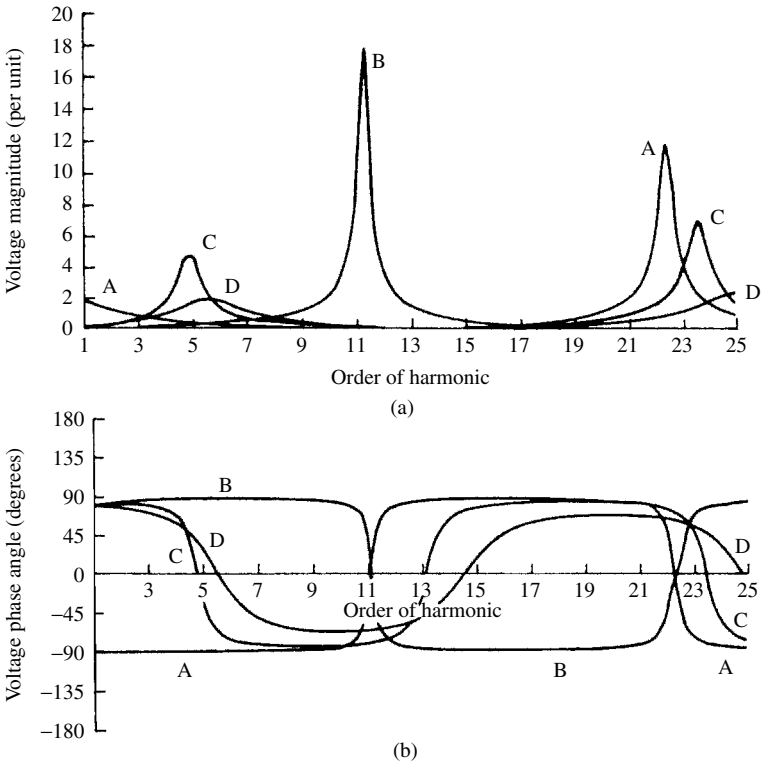 Voltage magnitude (per unit)
20
18
16
14
12
10
8
6
4
2
0
A
C
D
B
A
C
D
1 3 5 7 9 11 13 15 17 19 21 23 25
Order of harmonic
(a)
Voltage phase angle (degrees)
180
135
90
45
0
−45
−90
−135
−180
B
C
D
A
B
D
C
A
3 5 7 9 11 13 15 17 19 21 23 25
Order of harmonic
(b)